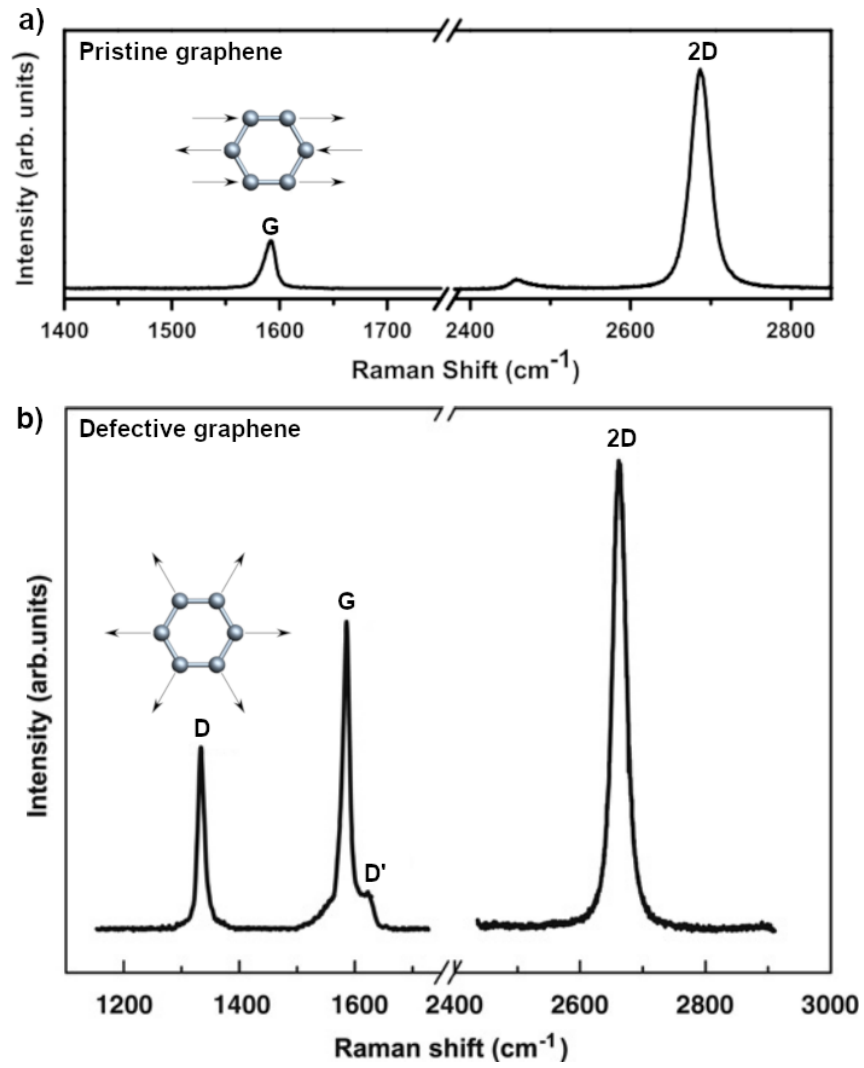 a)
Pristine graphene
2D
G
Intensity (arb. units)
1400 1500 1600 1700 2400 2600 2800
Raman Shift (cm-1)
b)
Defective graphene
2D
G
D
D'
Intensity (arb.units)
1200 1400 1600 2400 2600 2800 3000
Raman shift (cm-1)